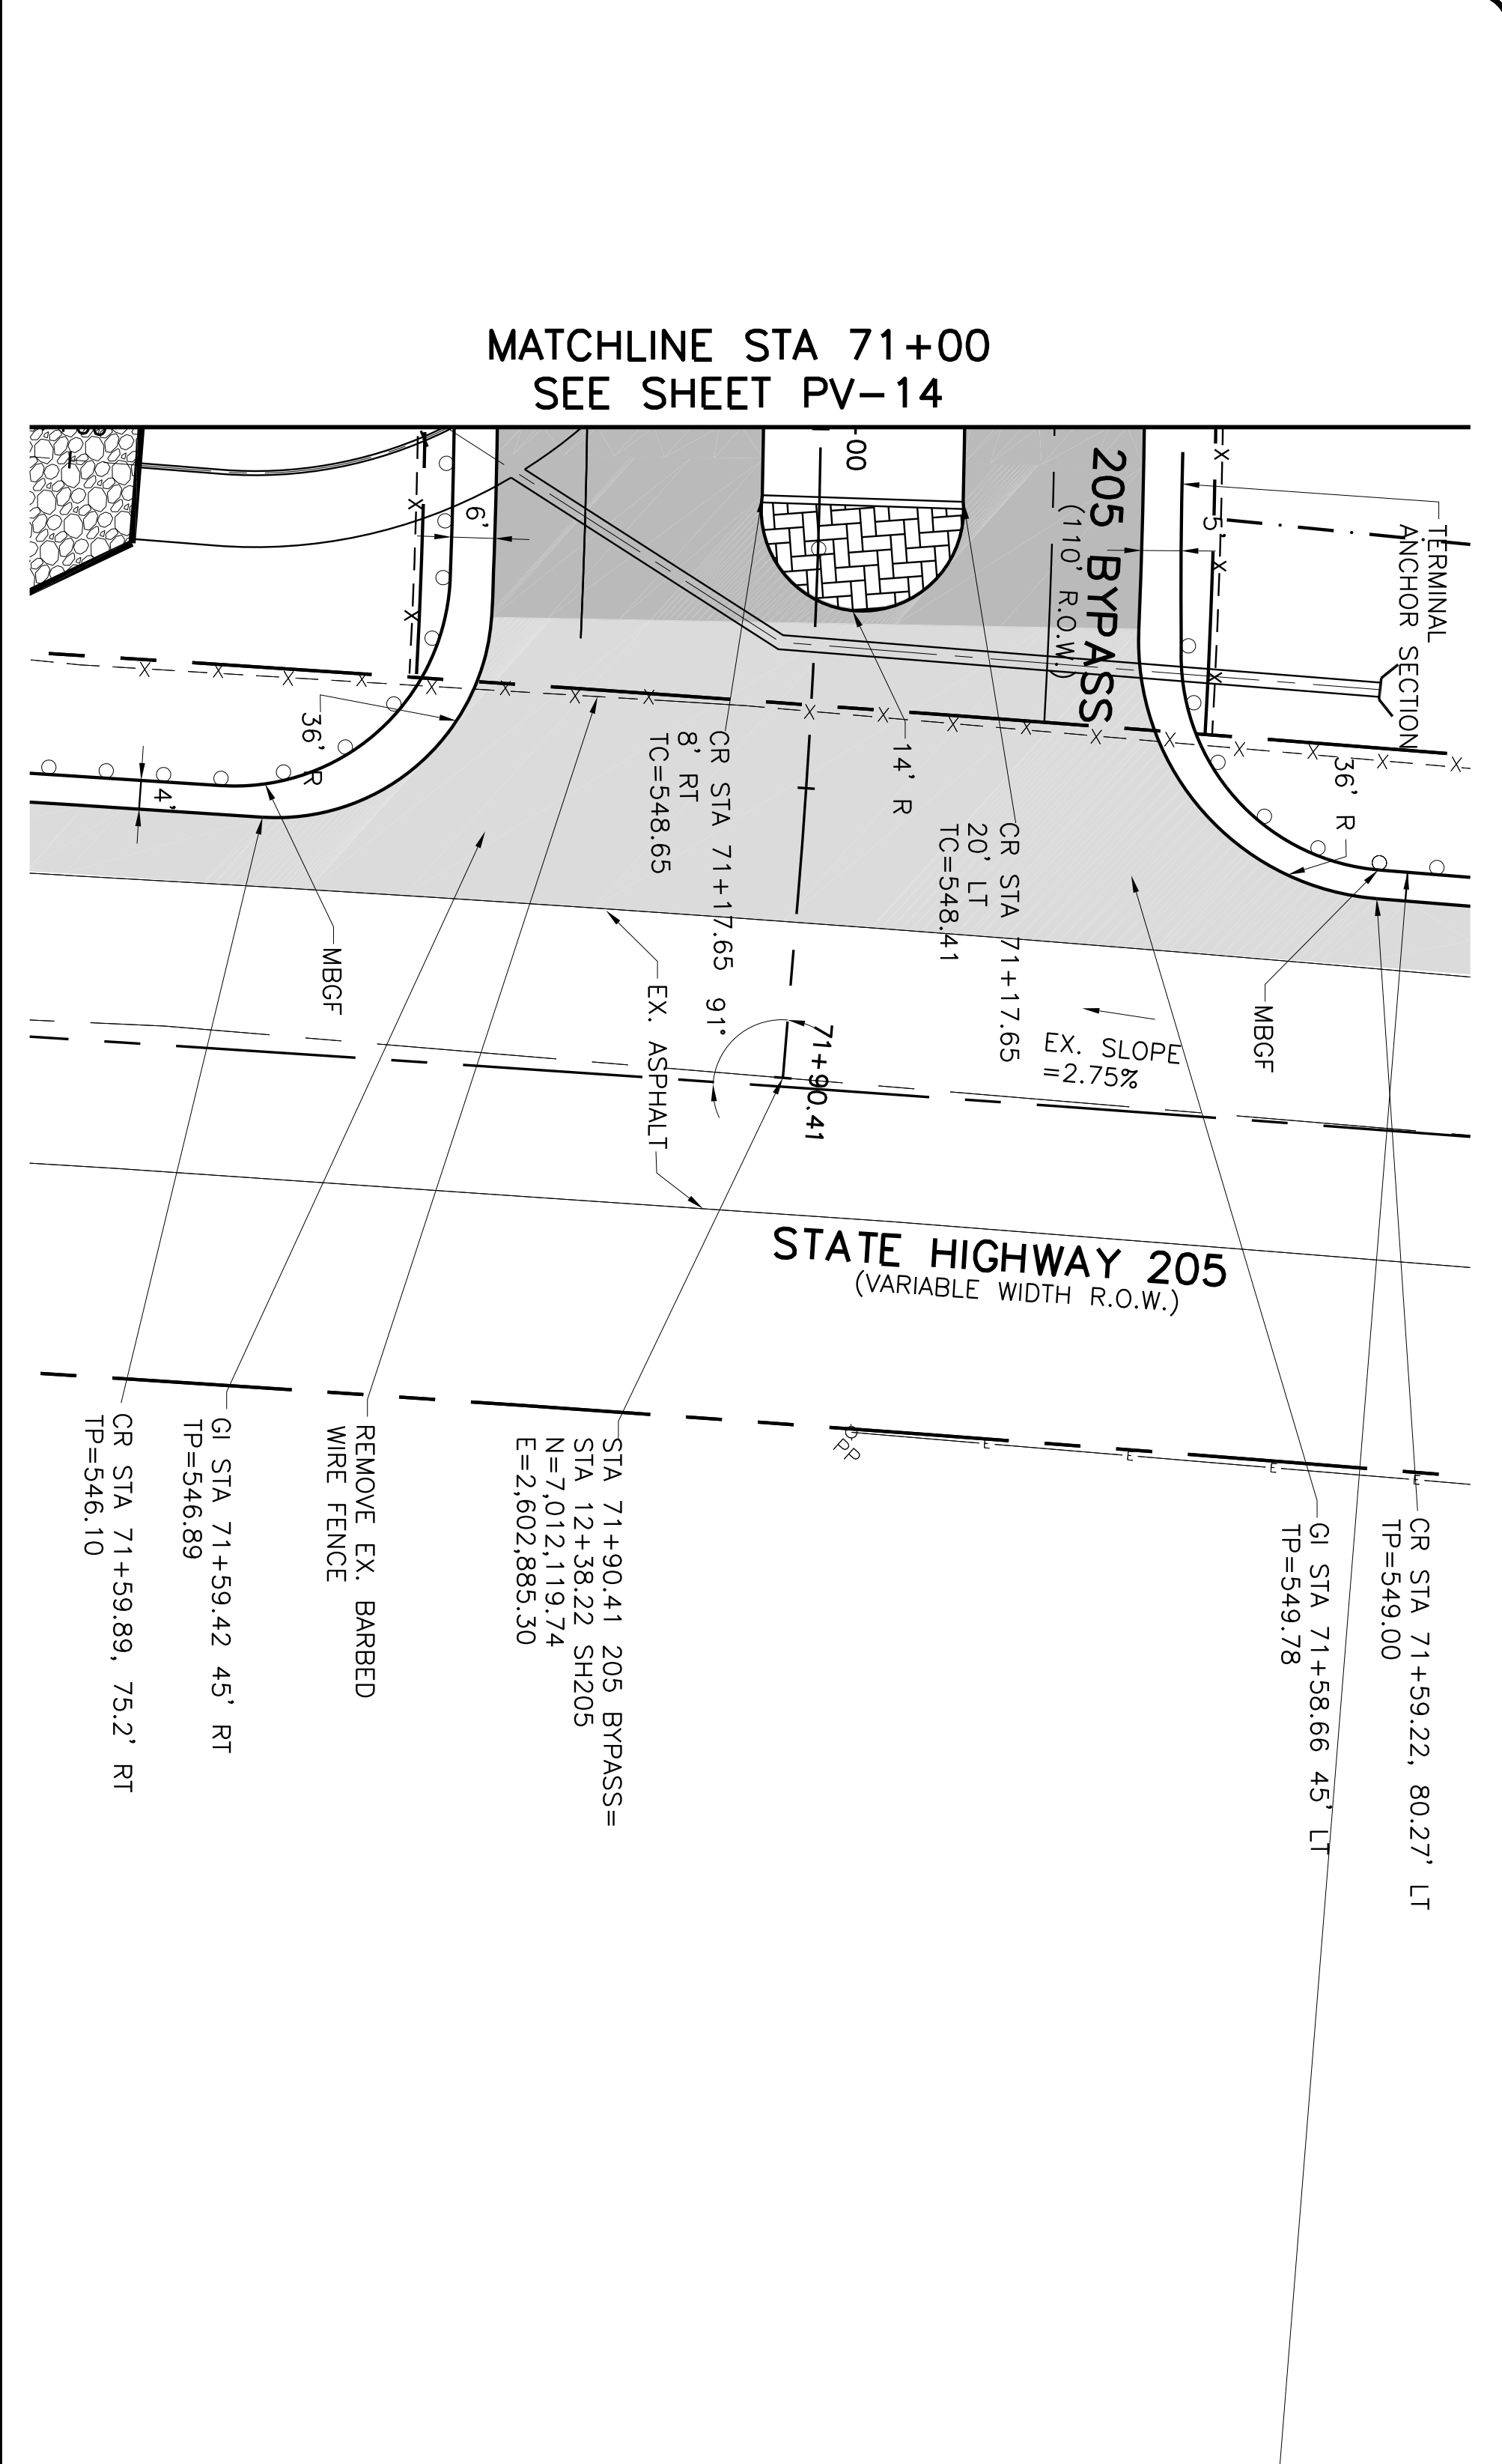 MATCHLINE STA 71+00
SEE SHEET PV-14
00
205 BYPASS
(110' R.O.W.)
TERMINAL
ANCHOR SECTION
5'
6'
36' R
4'
36' R
14' R
CR STA 71+17.65
8' RT
TC=548.65
CR STA 71+17.65
20' LT
TC=548.41
MBGF
MBGF
91°
71+90.41
EX. ASPHALT
EX. SLOPE
=2.75%
STATE HIGHWAY 205
(VARIABLE WIDTH R.O.W.)
PR
E
E
E
E
CR STA 71+59.22, 80.27' LT
TP=549.00
GI STA 71+58.66 45' LT
TP=549.78
STA 71+90.41 205 BYPASS=
STA 12+38.22 SH205
N=7,012,119.74
E=2,602,885.30
REMOVE EX. BARBED
WIRE FENCE
GI STA 71+59.42 45' RT
TP=546.89
CR STA 71+59.89, 75.2' RT
TP=546.10